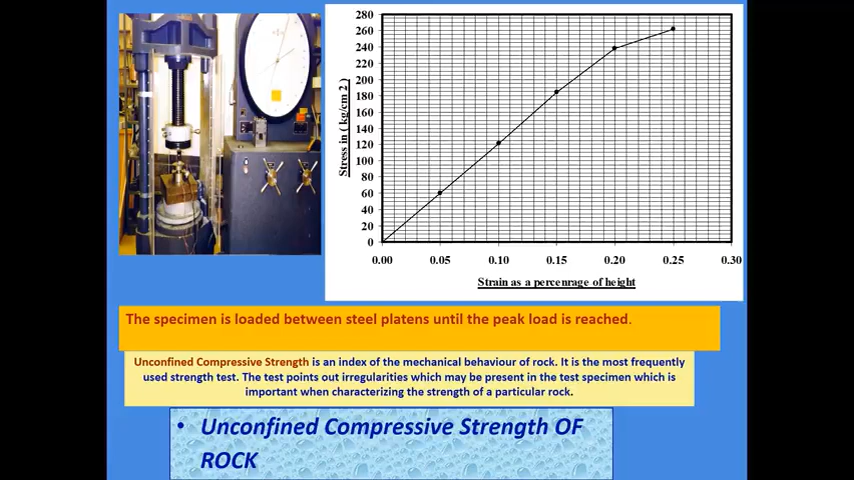 280
260
240
220
200
180
160
140
120
100
80
60
40
20
0
Stress in ( kg/cm 2 )
0.00 0.05 0.10 0.15 0.20 0.25 0.30
Strain as a percenrage of height
The specimen is loaded between steel platens until the peak load is reached.
Unconfined Compressive Strength is an index of the mechanical behaviour of rock. It is the most frequently
used strength test. The test points out irregularities which may be present in the test specimen which is
important when characterizing the strength of a particular rock.
• Unconfined Compressive Strength OF
ROCK